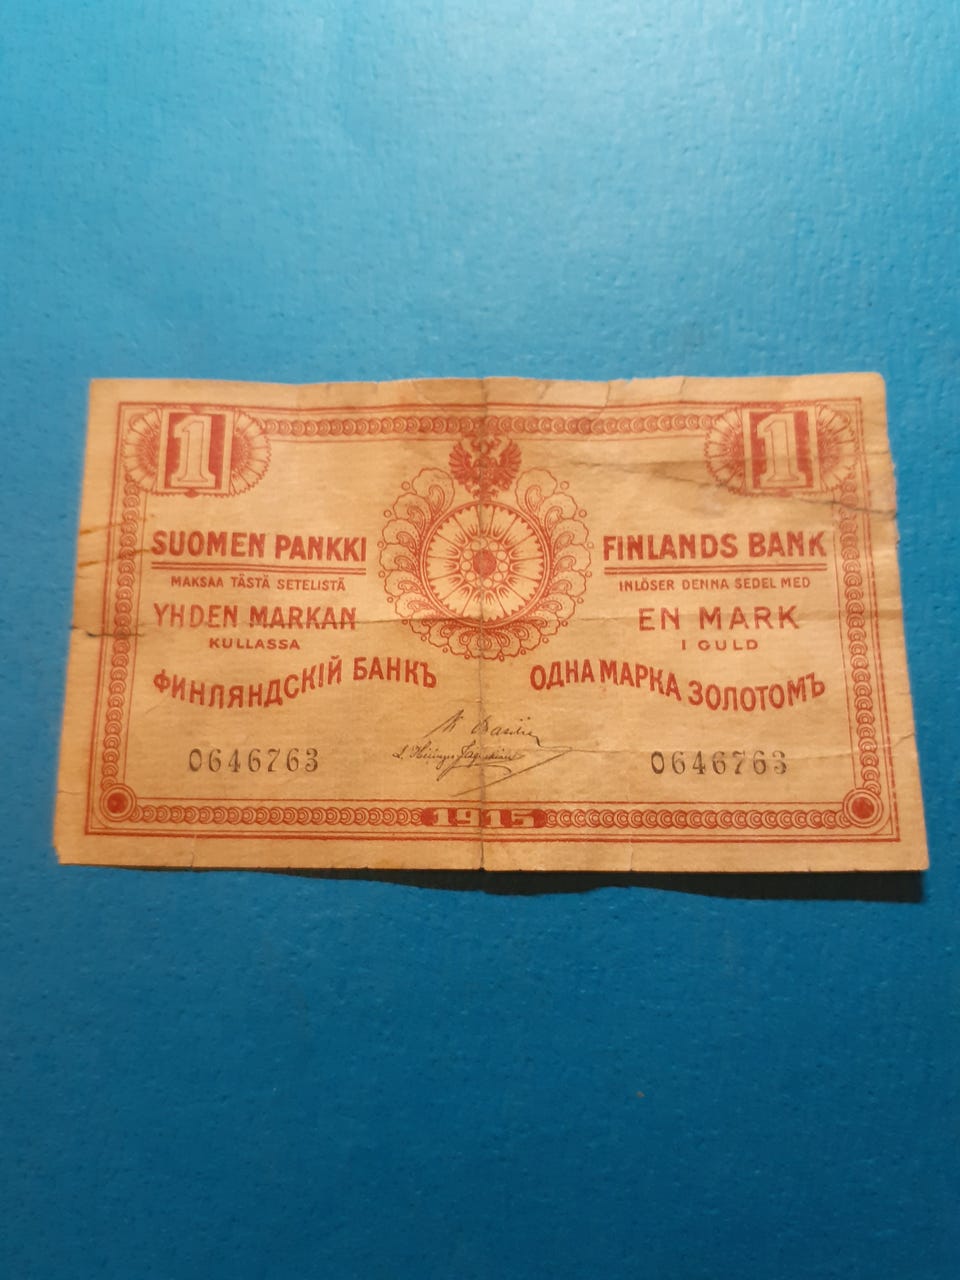 1 1
SUOMEN PANKKI
MAKSAA TÄSTÄ SETELISTÄ
YHDEN MARKAN
KULLASSA
FINLANDS BANK
INLÖSER DENNA SEDEL MED
EN MARK
I GULD
ФИНЛЯНДСКІЙ БАНКЪ
ОДНА МАРКА ЗОЛОТОМЪ
0646763
0646763
1915